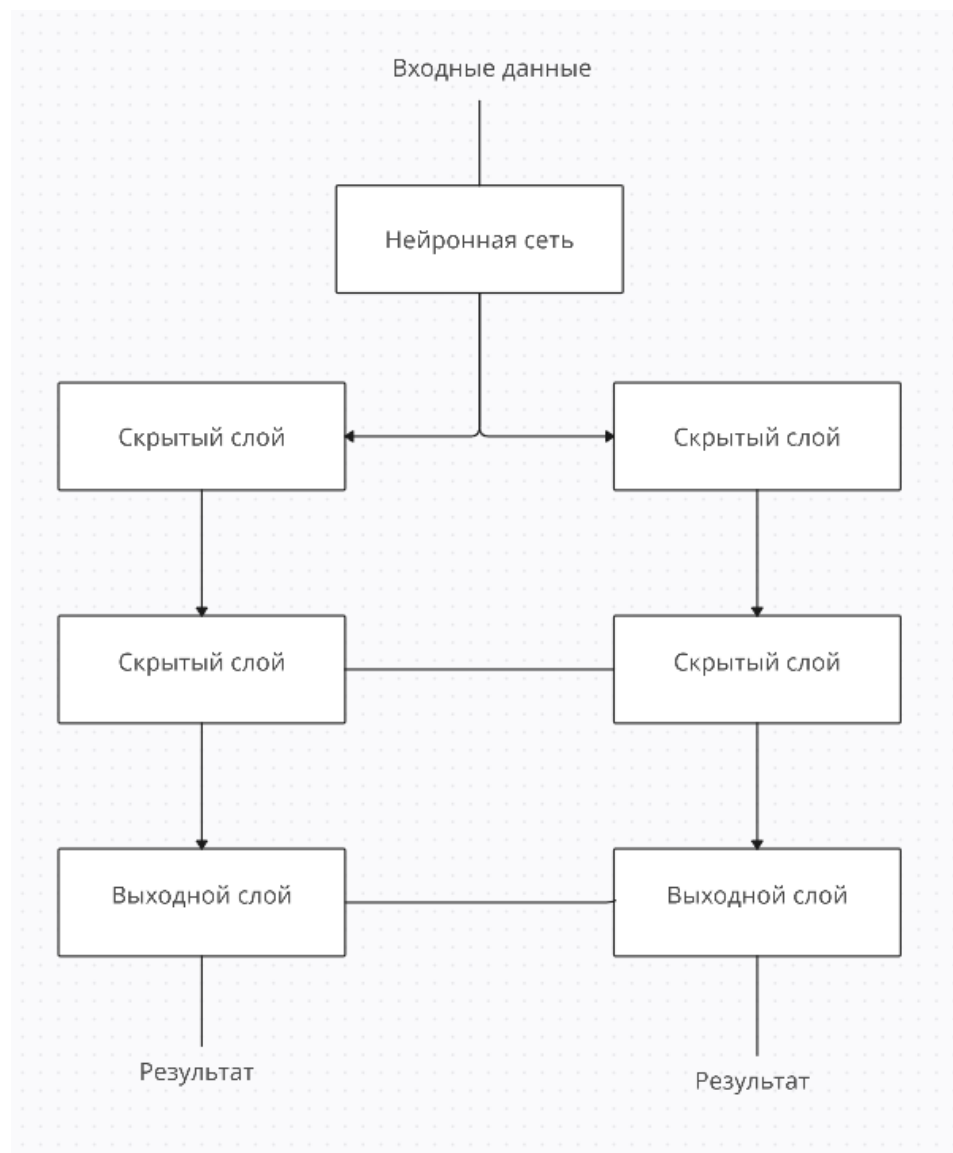 Входные данные
Нейронная сеть
Скрытый слой
Скрытый слой
Скрытый слой
Скрытый слой
Выходной слой
Выходной слой
Результат
Результат